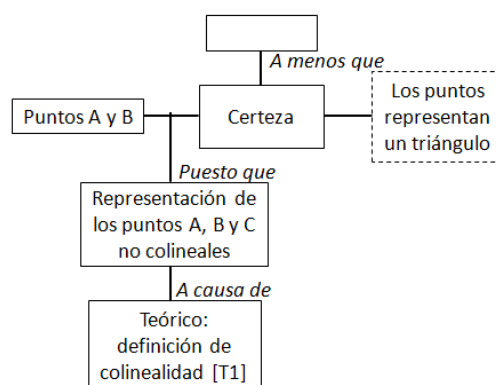 A menos que
Puntos A y B
Certeza
Los puntos
representan
un triángulo
Puesto que
Representación de
los puntos A, B y C
no colineales
A causa de
Teórico:
definición de
colinealidad [T1]